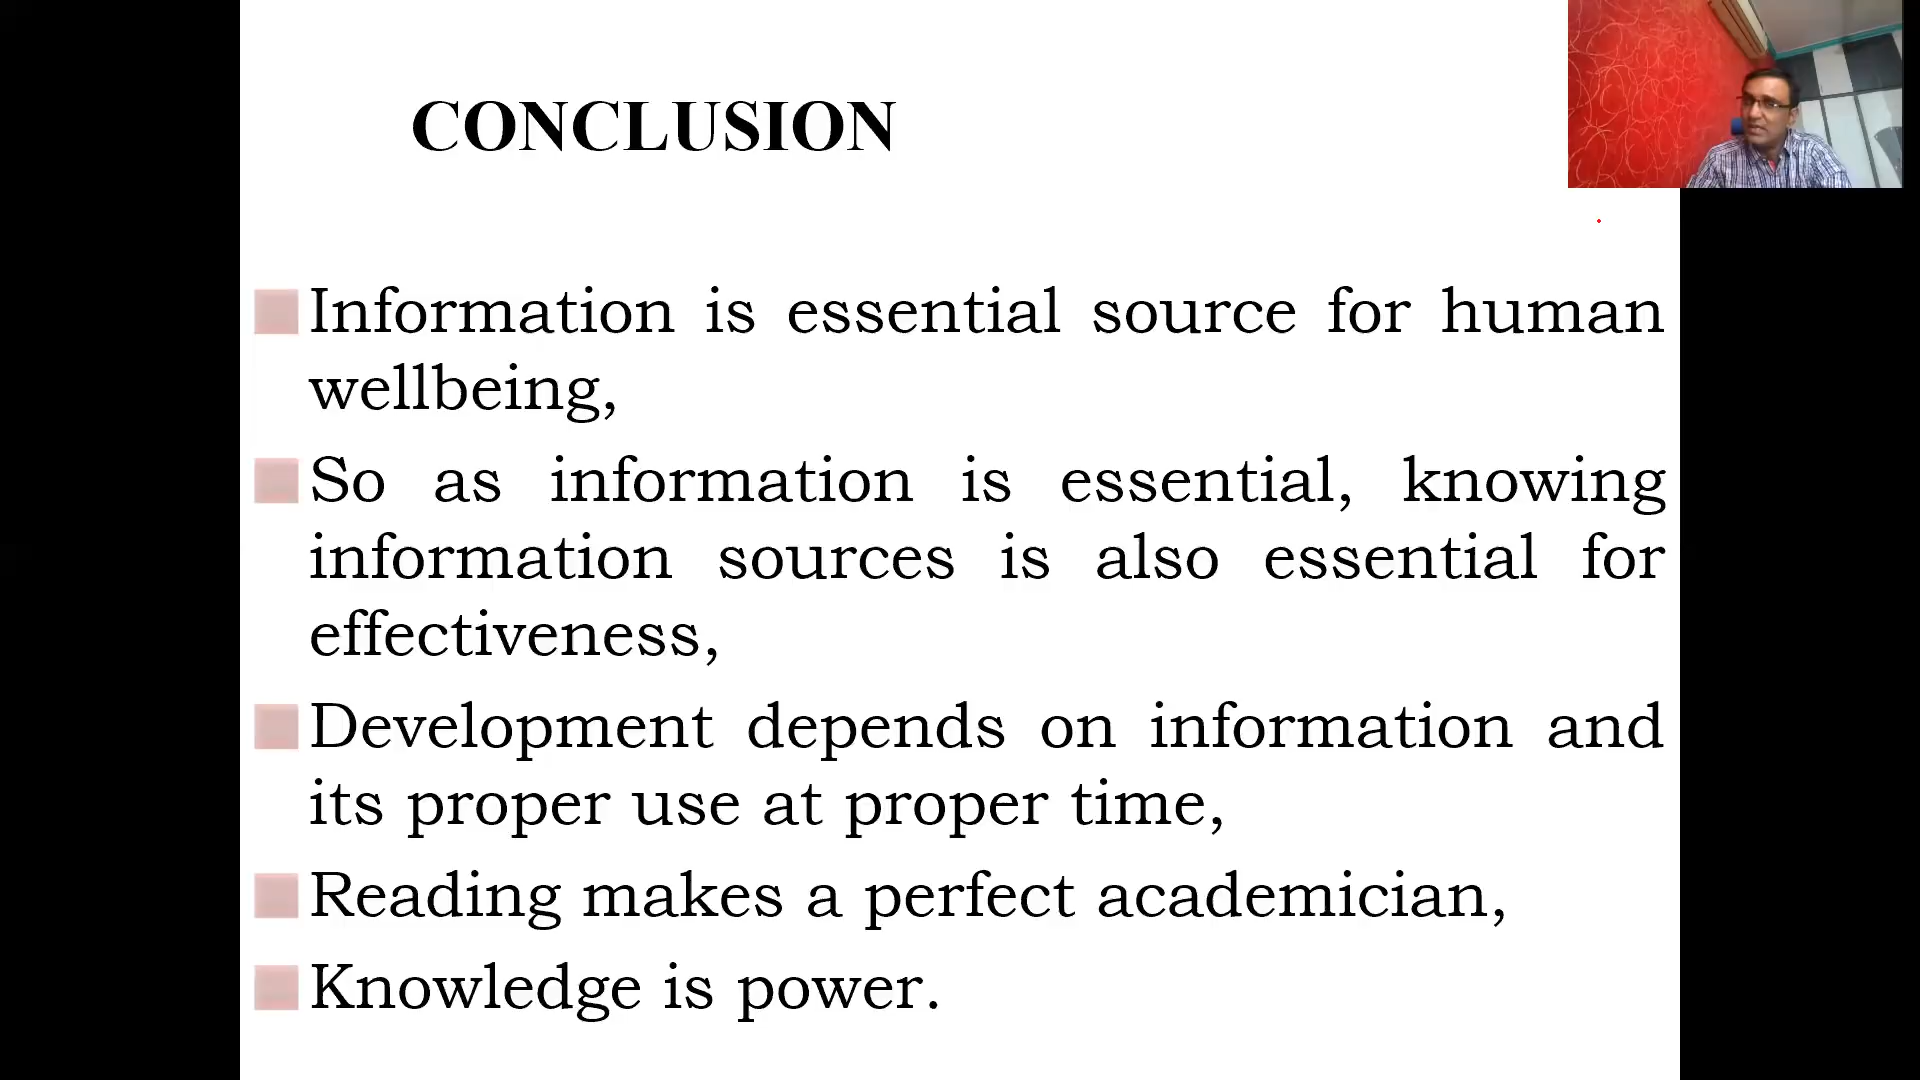 CONCLUSION
Information is essential source for human
wellbeing,
So as information is essential, knowing
information sources is also essential for
effectiveness,
Development depends on information and
its proper use at proper time,
Reading makes a perfect academician,
Knowledge is power.